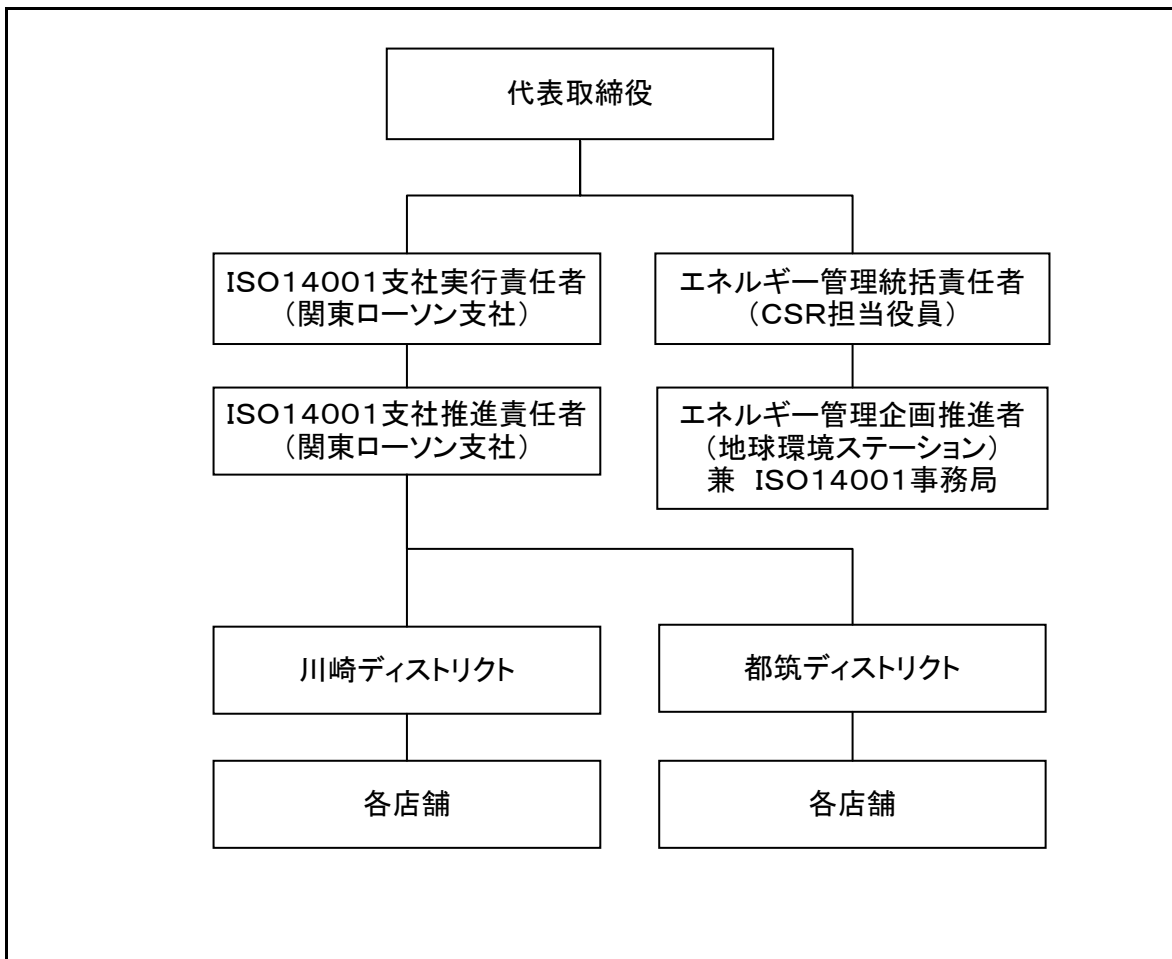 代表取締役
ISO14001支社実行責任者
（関東ローソン支社）
エネルギー管理統括責任者
（CSR担当役員）
ISO14001支社推進責任者
（関東ローソン支社）
エネルギー管理企画推進者
（地球環境ステーション）
兼　ISO14001事務局
川崎ディストリクト
都筑ディストリクト
各店舗
各店舗